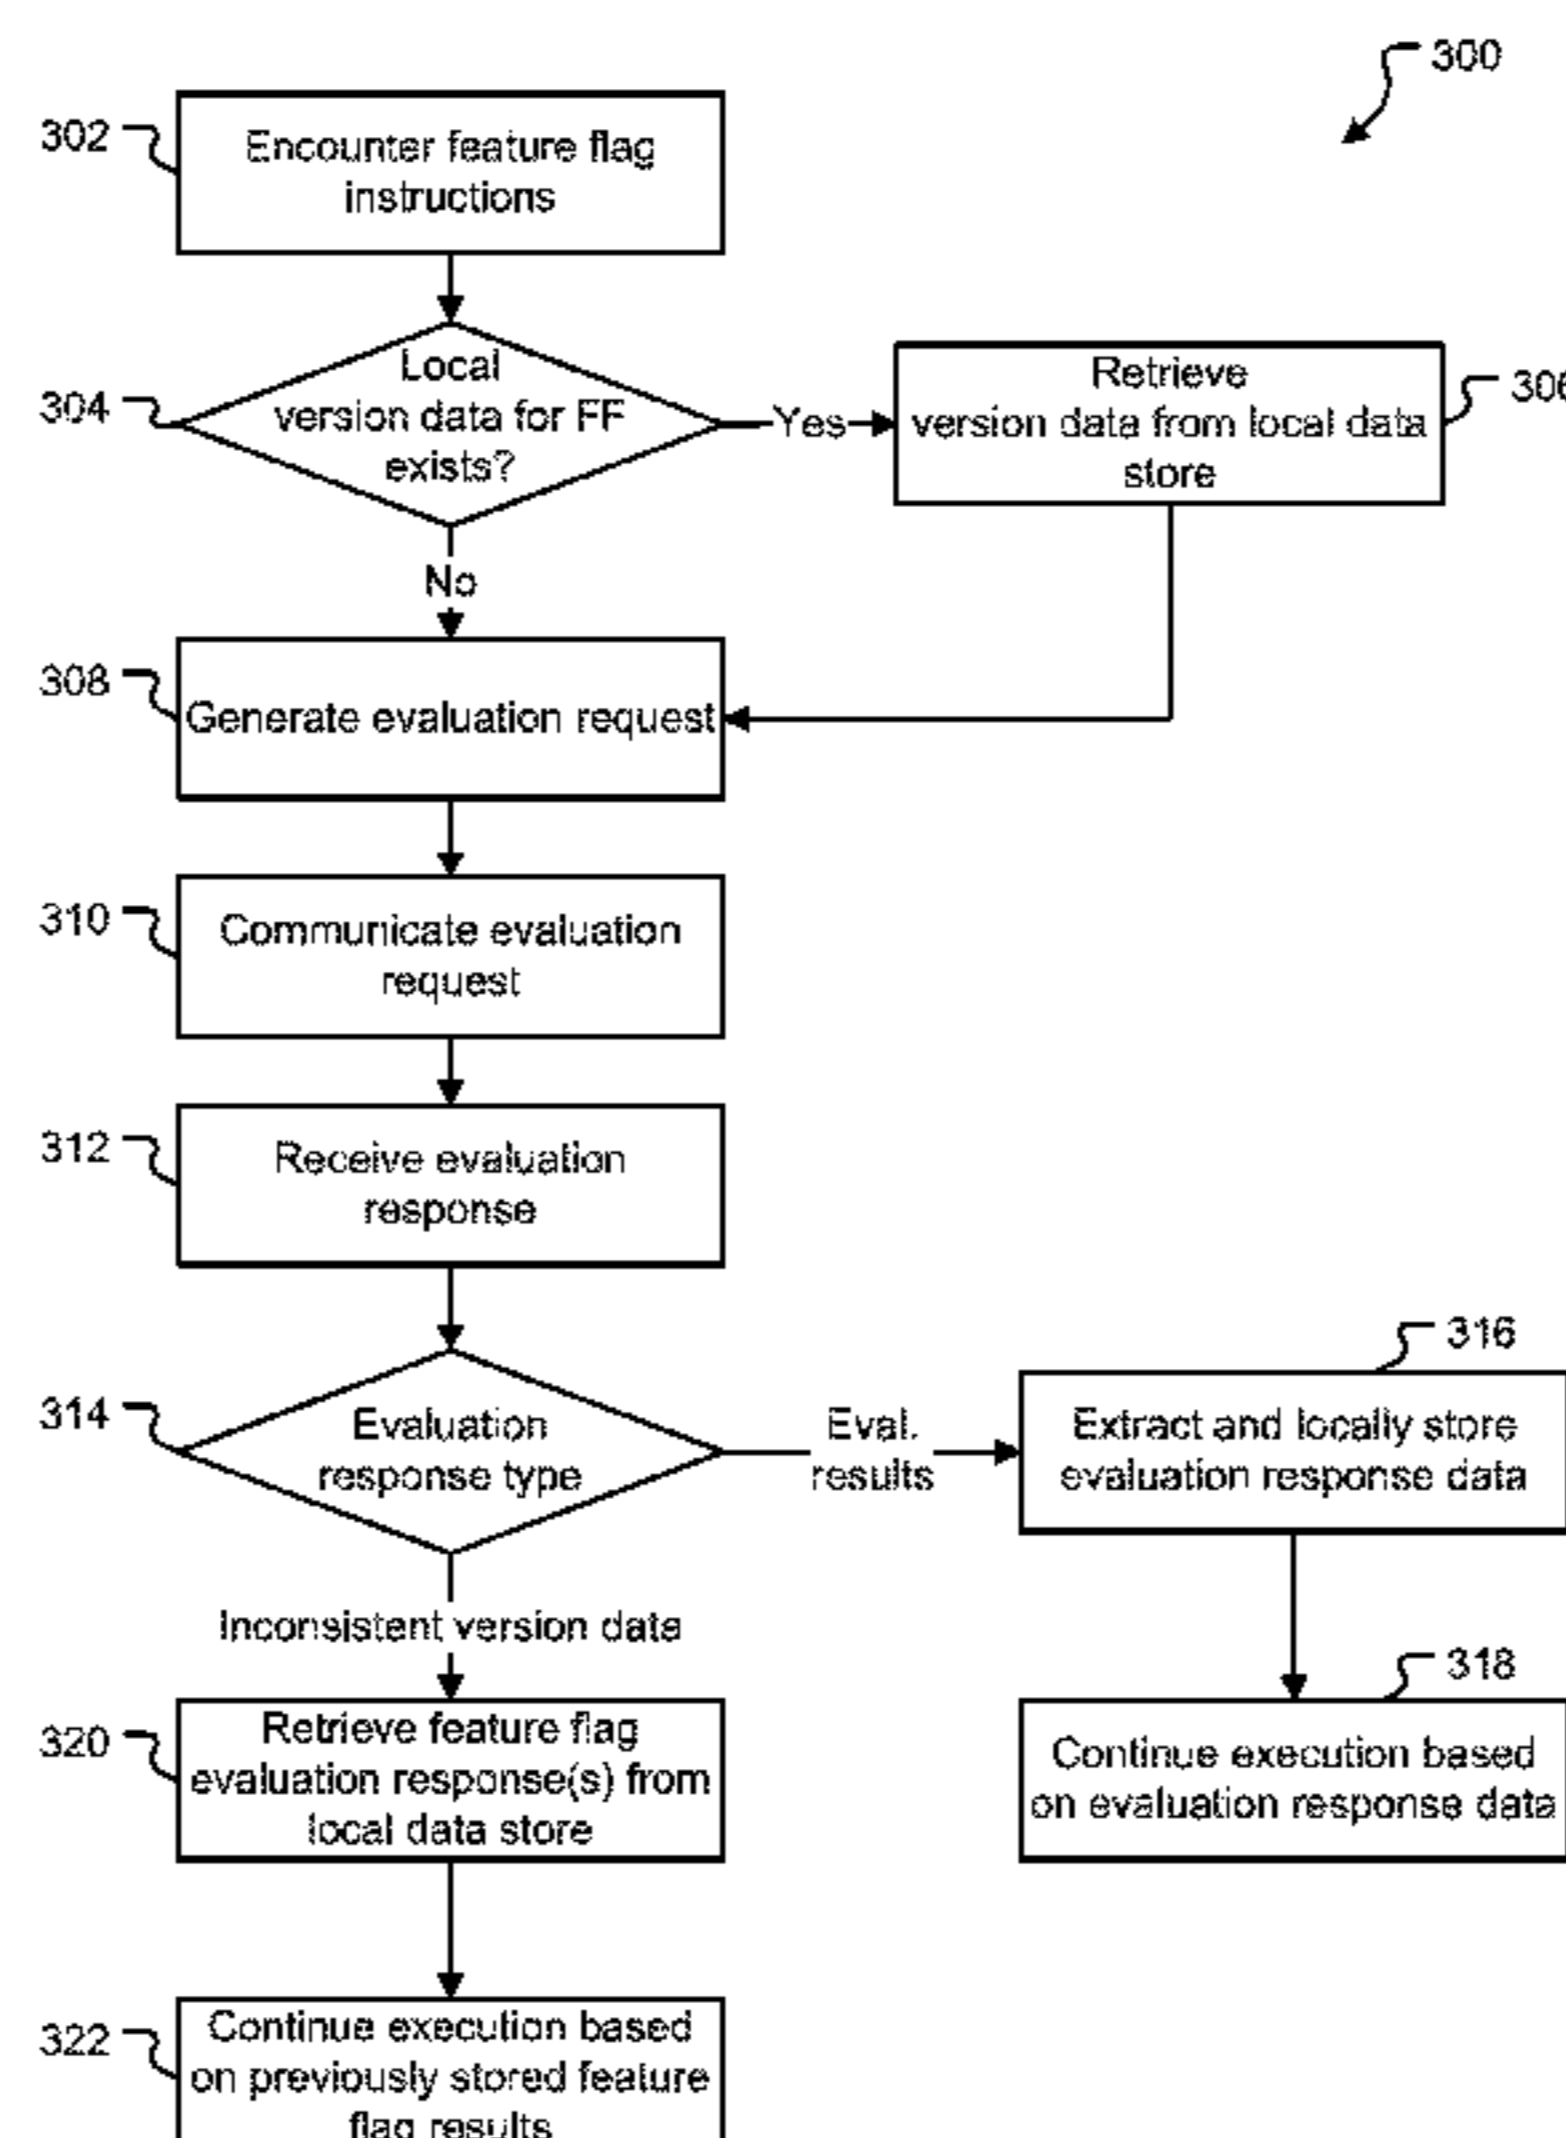 300
302
Encounter feature flag
instructions
304
Local
version data for FF
exists?
Yes
Retrieve
version data from local data
store
306
No
308
Generate evaluation request
310
Communicate evaluation
request
312
Receive evaluation
response
314
Evaluation
response type
Eval.
results
316
Extract and locally store
evaluation response data
Inconsistent version data
318
Continue execution based
on evaluation response data
320
Retrieve feature flag
evaluation response(s) from
local data store
322
Continue execution based
on previously stored feature
flag results